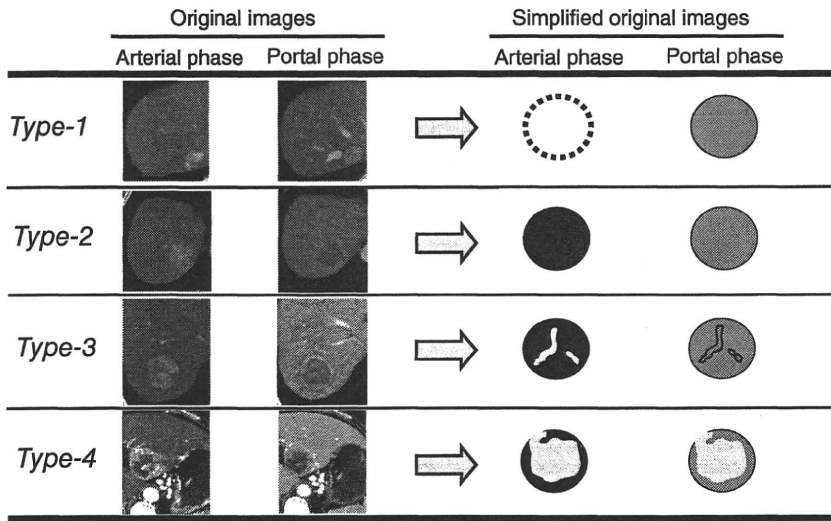 Original images Simplified original images
Arterial phase Portal phase Arterial phase Portal phase
Type-1
Type-2
Type-3
Type-4